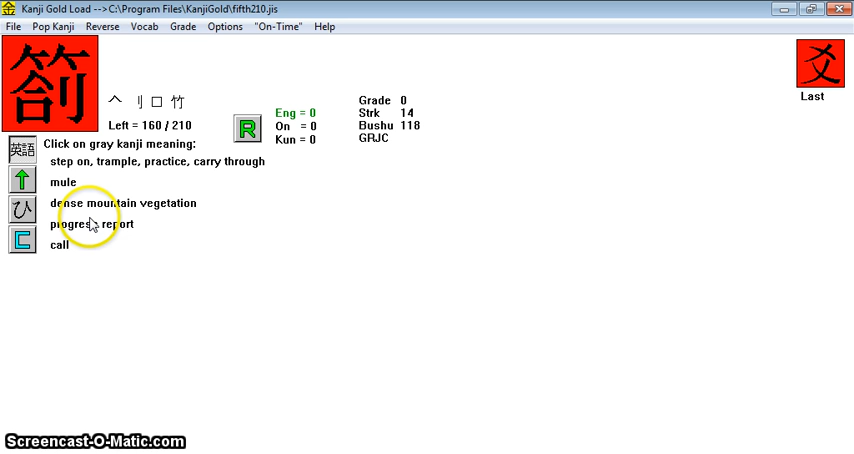 Kanji Gold Load -->C:\Program Files\KanjiGold\fifth210.jis
File Pop Kanji Reverse Vocab Grade Options "On-Time" Help
箚
爻
Last
𠆢 刂 口 竹
Left = 160 / 210
R
Eng = 0
On = 0
Kun = 0
Grade 0
Strk 14
Bushu 118
GRJC
英語
Click on gray kanji meaning:
step on, trample, practice, carry through
mule
ひ
dense mountain vegetation
progress report
call
Screencast-O-Matic.com